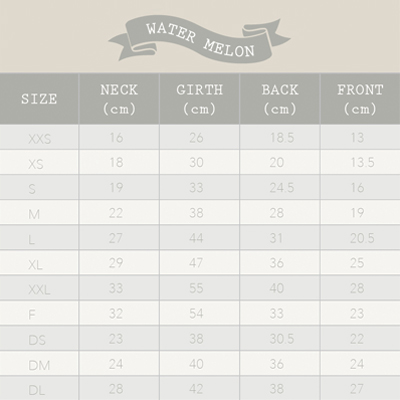 WATER MELON
SIZE NECK (cm) GIRTH (cm) BACK (cm) FRONT (cm)
XXS 16 26 18.5 13
XS 18 30 20 13.5
S 19 33 24.5 16
M 22 38 28 19
L 27 44 31 20.5
XL 29 47 36 25
XXL 33 55 40 28
F 32 54 33 23
DS 23 38 30.5 22
DM 24 40 36 24
DL 28 42 38 27